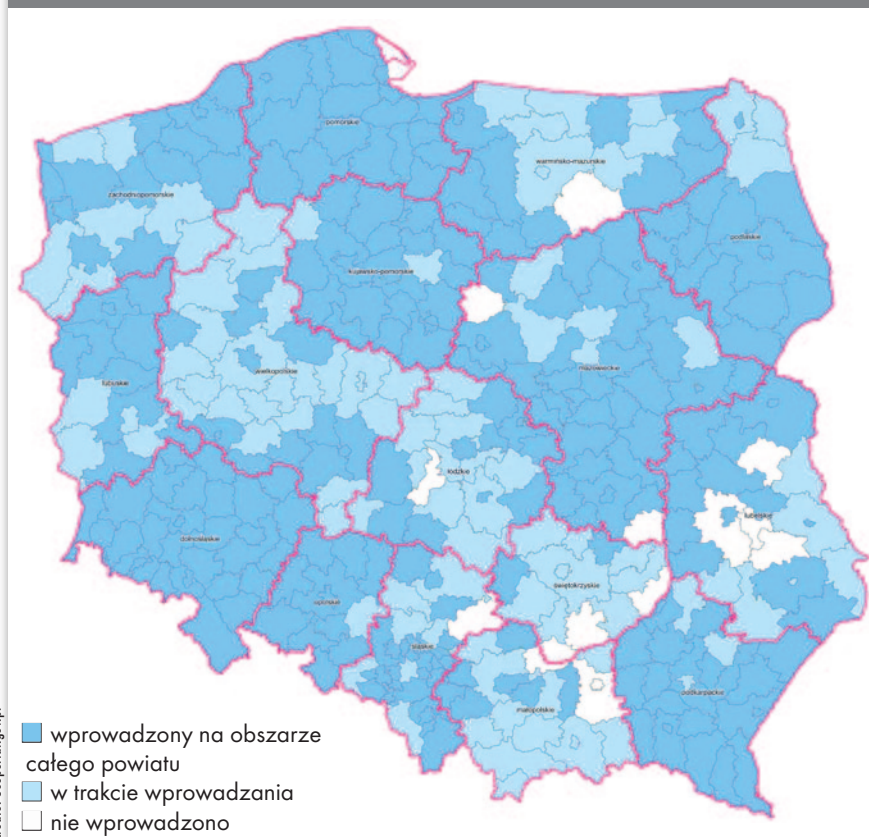 pomorskie
warmińsko-mazurskie
zachodniopomorskie
podlaskie
kujawsko-pomorskie
mazowieckie
wielkopolskie
lubuskie
łódzkie
lubelskie
dolnośląskie
świętokrzyskie
opolskie
śląskie
podkarpackie
małopolskie
wprowadzony na obszarze
całego powiatu
w trakcie wprowadzania
nie wprowadzono